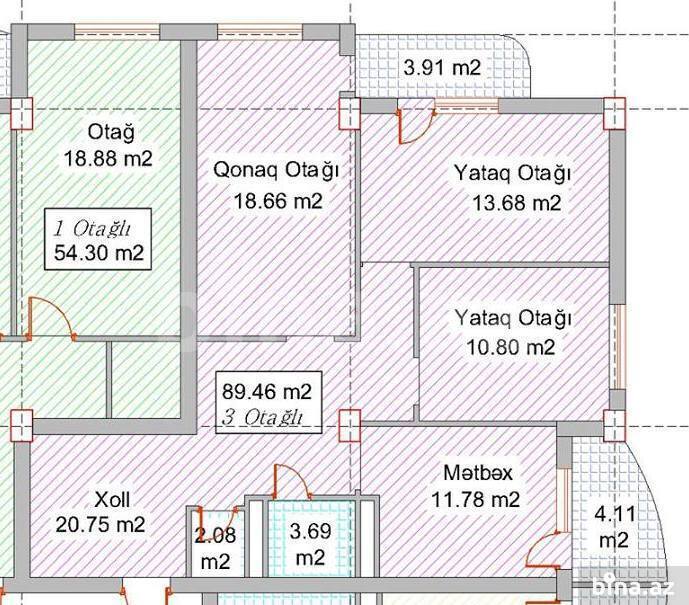 3.91 m2
Otağ
18.88 m2
Qonaq Otağı
18.66 m2
Yataq Otağı
13.68 m2
1 Otağlı
54.30 m2
Yataq Otağı
10.80 m2
89.46 m2
3 Otağlı
Mətbəx
11.78 m2
Xoll
20.75 m2
2.08
m2
3.69
m2
4.11
m2
bina.az